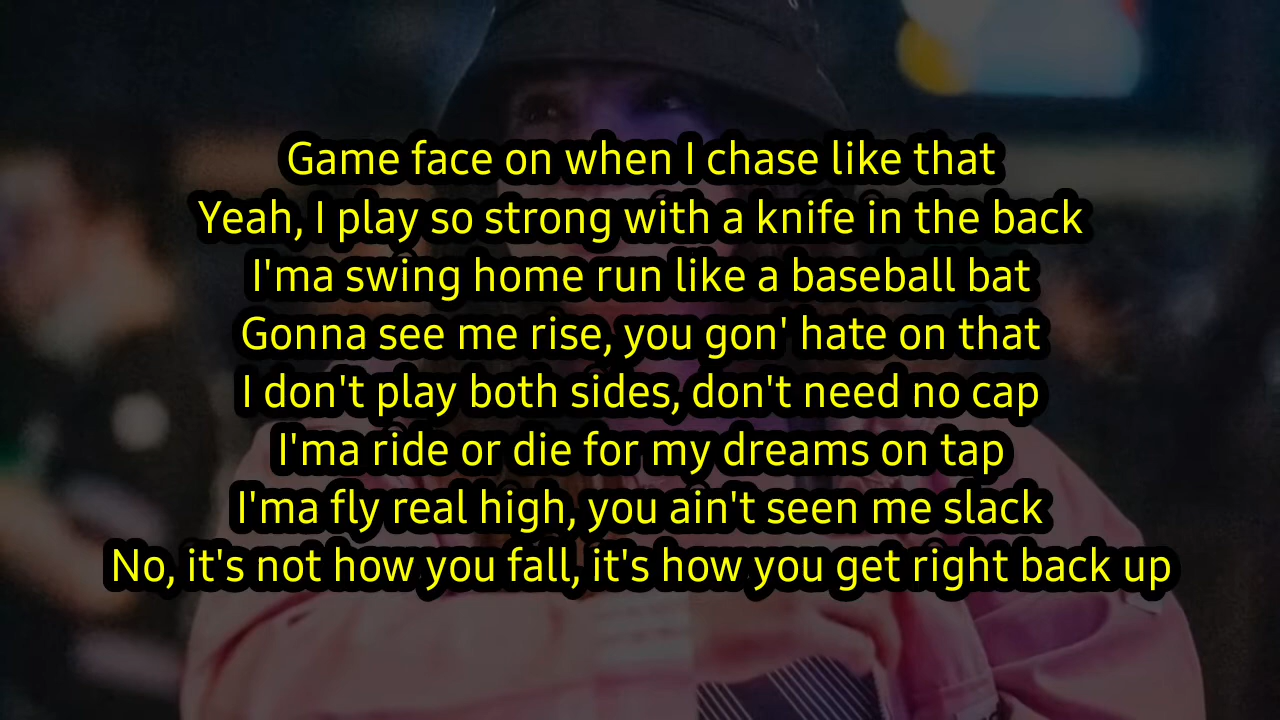 Game face on when I chase like that
Yeah, I play so strong with a knife in the back
I'ma swing home run like a baseball bat
Gonna see me rise, you gon' hate on that
I don't play both sides, don't need no cap
I'ma ride or die for my dreams on tap
I'ma fly real high, you ain't seen me slack
No, it's not how you fall, it's how you get right back up